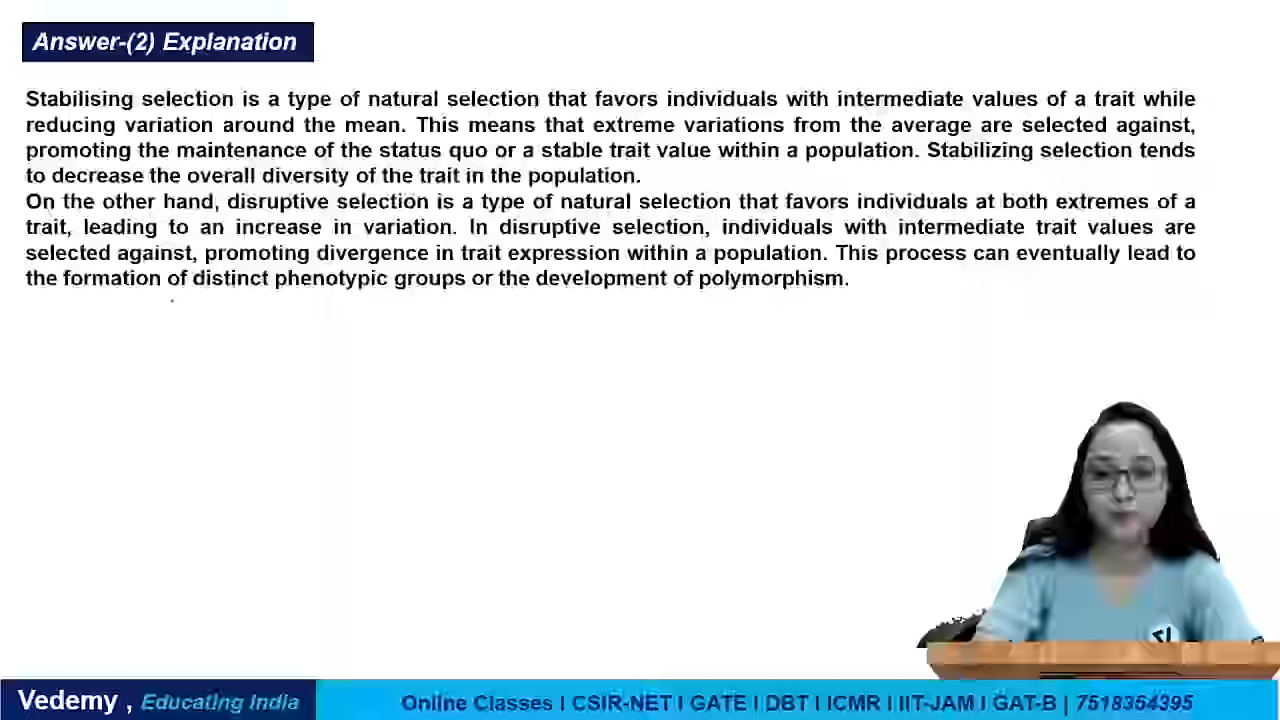 Answer-(2) Explanation
Stabilising selection is a type of natural selection that favors individuals with intermediate values of a trait while
reducing variation around the mean. This means that extreme variations from the average are selected against,
promoting the maintenance of the status quo or a stable trait value within a population. Stabilizing selection tends
to decrease the overall diversity of the trait in the population.
On the other hand, disruptive selection is a type of natural selection that favors individuals at both extremes of a
trait, leading to an increase in variation. In disruptive selection, individuals with intermediate trait values are
selected against, promoting divergence in trait expression within a population. This process can eventually lead to
the formation of distinct phenotypic groups or the development of polymorphism.
Vedemy , Educating India
Online Classes I CSIR-NET I GATE I DBT I ICMR I IIT-JAM I GAT-B | 7518354395